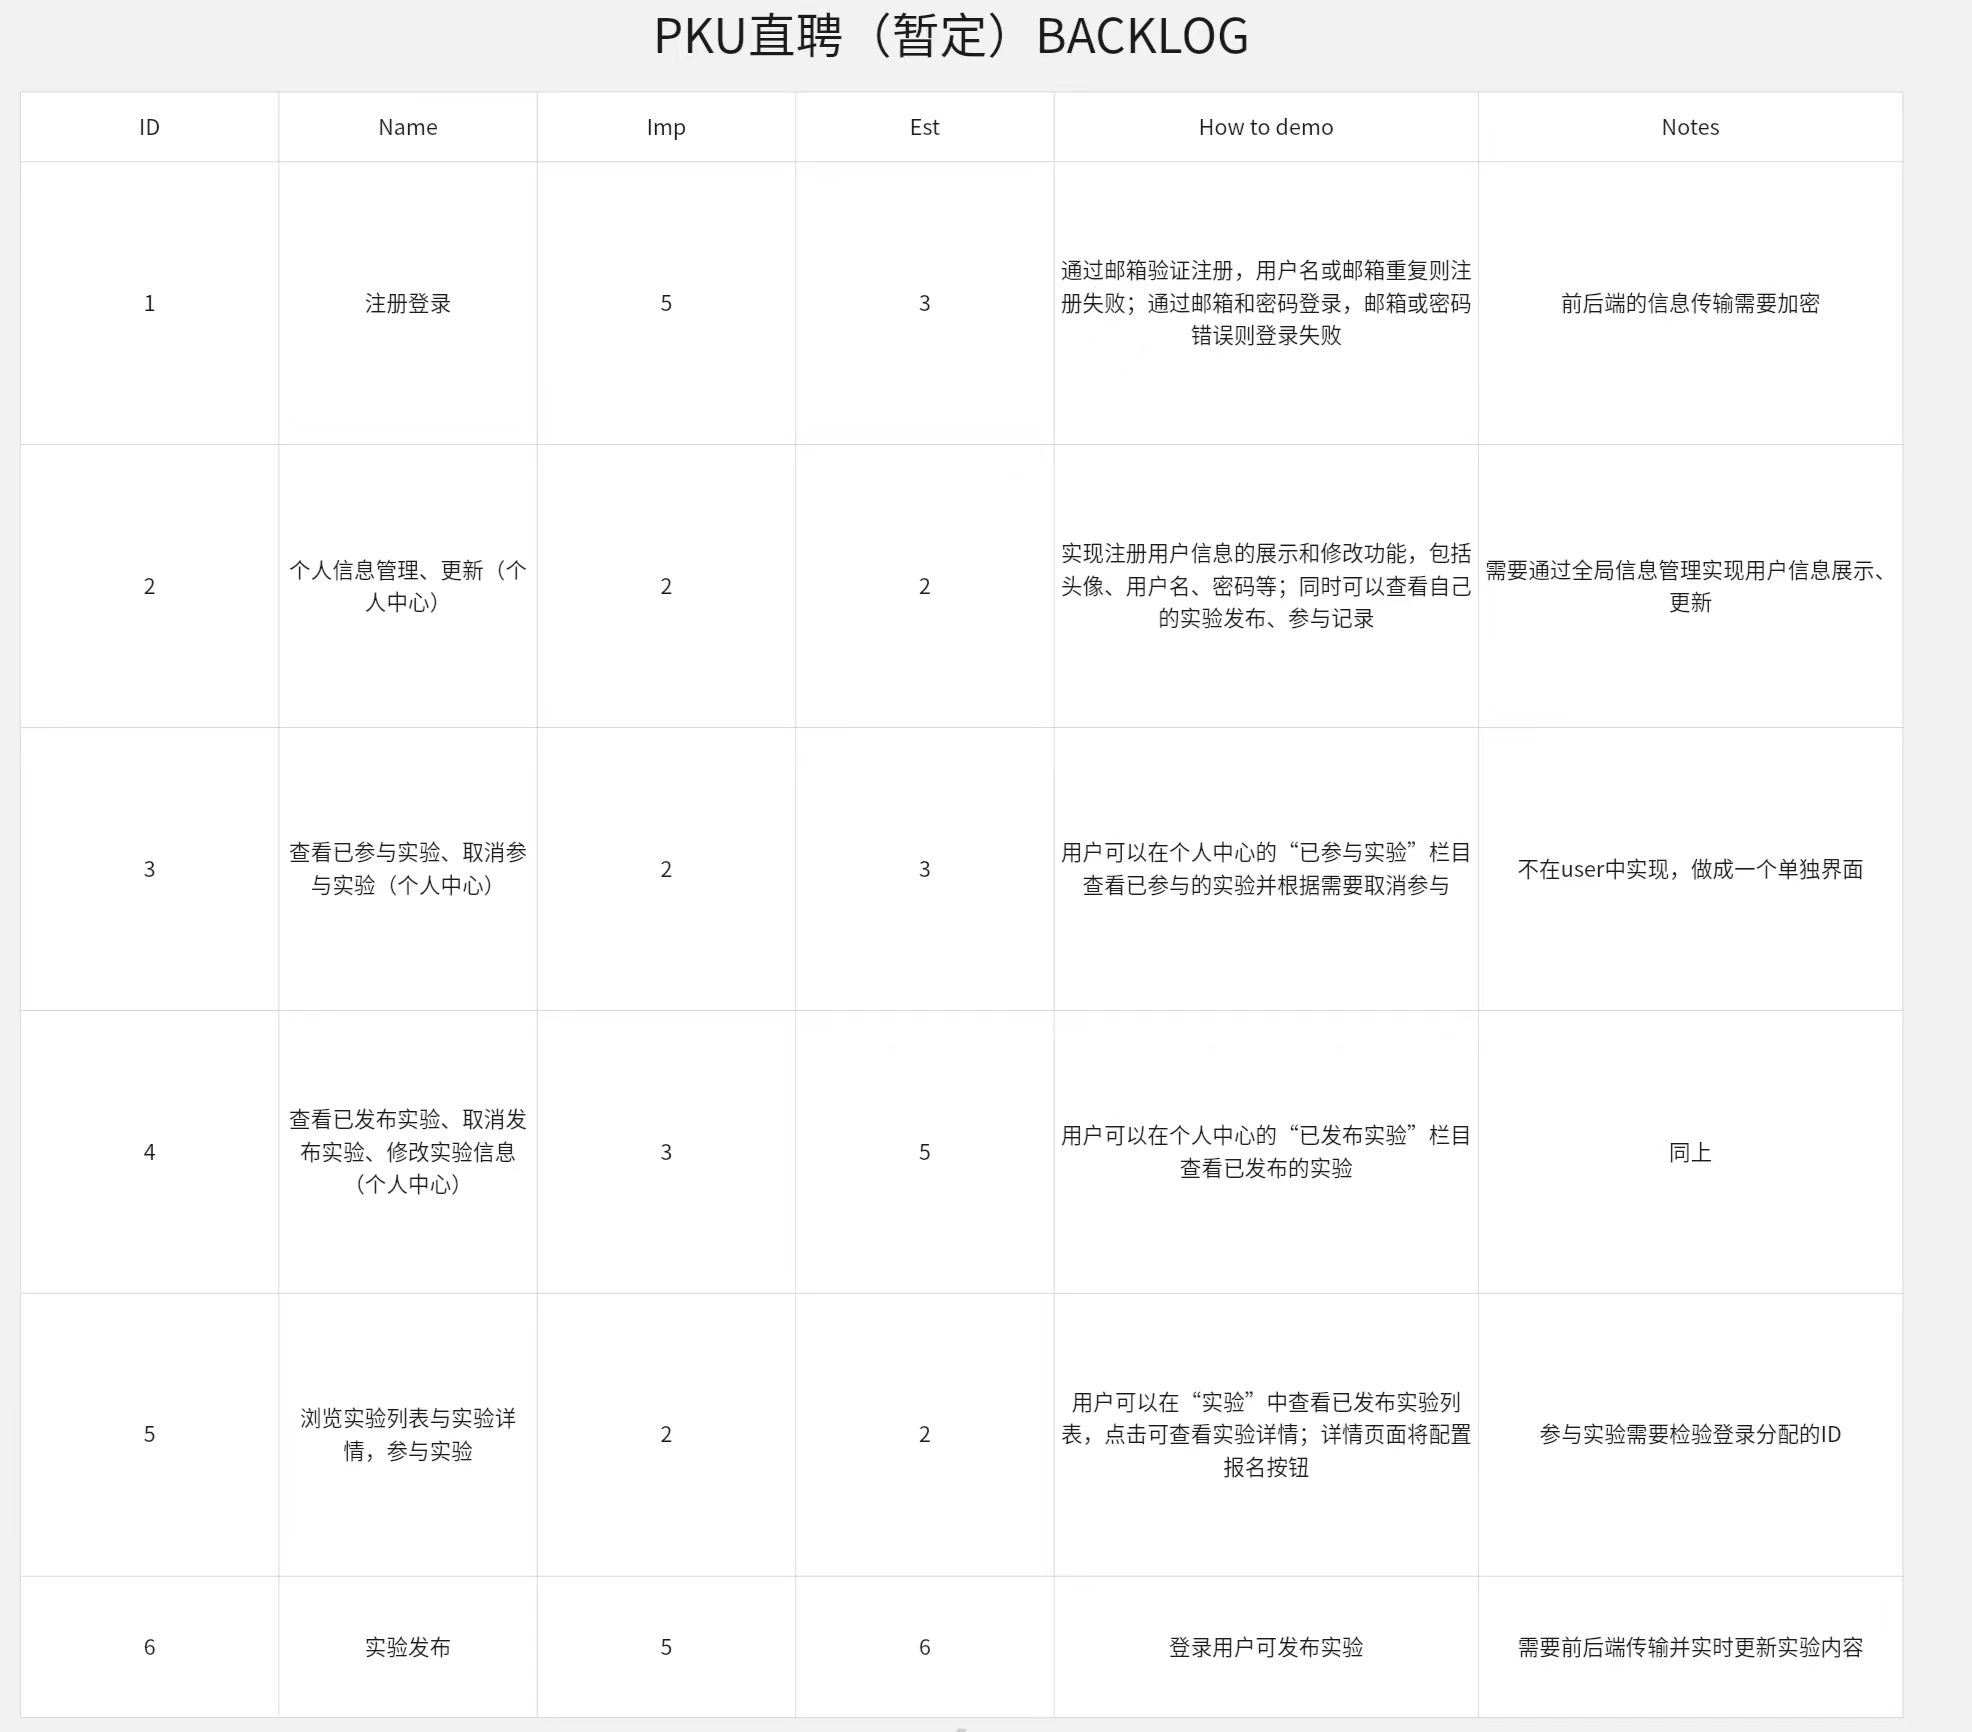 PKU直聘（暂定）BACKLOG
ID Name Imp Est How to demo Notes
1 注册登录 5 3
通过邮箱验证注册，用户名或邮箱重复则注
册失败；通过邮箱和密码登录，邮箱或密码
错误则登录失败
前后端的信息传输需要加密
2
个人信息管理、更新（个
人中心）
2 2
实现注册用户信息的展示和修改功能，包括
头像、用户名、密码等；同时可以查看自己
的实验发布、参与记录
需要通过全局信息管理实现用户信息展示、
更新
3
查看已参与实验、取消参
与实验（个人中心）
2 3
用户可以在个人中心的“已参与实验”栏目
查看已参与的实验并根据需要取消参与
不在user中实现，做成一个单独界面
4
查看已发布实验、取消发
布实验、修改实验信息
（个人中心）
3 5
用户可以在个人中心的“已发布实验”栏目
查看已发布的实验
同上
5
浏览实验列表与实验详
情，参与实验
2 2
用户可以在“实验”中查看已发布实验列
表，点击可查看实验详情；详情页面将配置
报名按钮
参与实验需要检验登录分配的ID
6 实验发布 5 6 登录用户可发布实验 需要前后端传输并实时更新实验内容